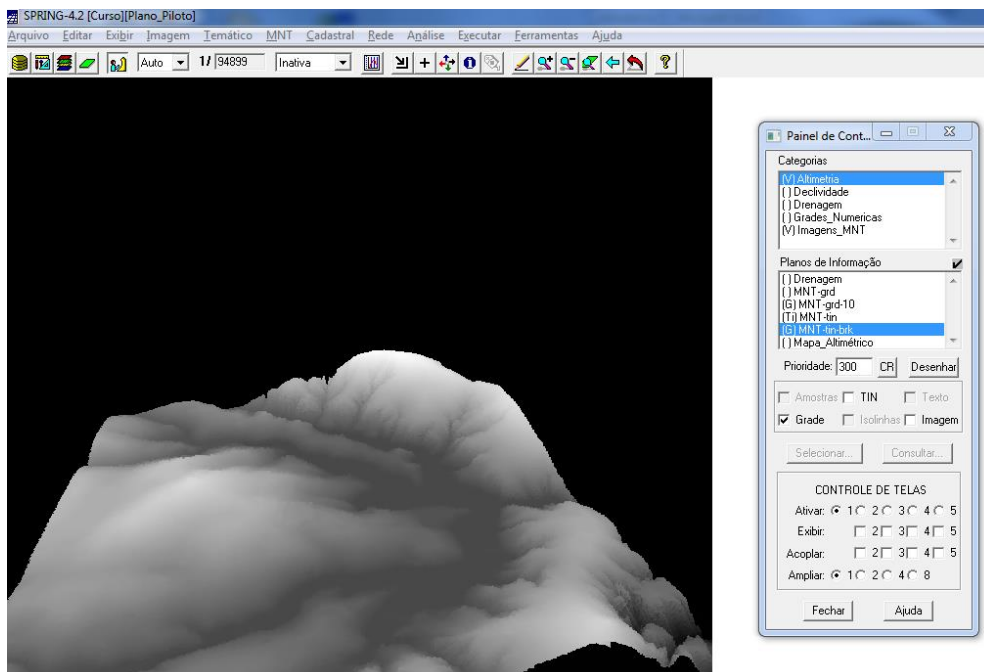 SPRING-4.2 [Curso][Plano_Piloto]
Arquivo Editar Exibir Imagem Temático MNT Cadastral Rede Análise Executar Ferramentas Ajuda
Auto 1/ 94899 Inativa
Painel de Cont...
Categorias
(V) Altimetria
( ) Declividade
( ) Drenagem
( ) Grades_Numericas
(V) Imagens_MNT
Planos de Informação
( ) Drenagem
( ) MNT-grd
(G) MNT-grd-10
(Ti) MNT-tin
(G) MNT-tin-brk
( ) Mapa_Altimétrico
Prioridade: 300 CR Desenhar
Amostras TIN Texto
Grade Isolinhas Imagem
Selecionar... Consultar...
CONTROLE DE TELAS
Ativar: 1 2 3 4 5
Exibir: 2 3 4 5
Acoplar: 2 3 4 5
Ampliar: 1 2 4 8
Fechar Ajuda